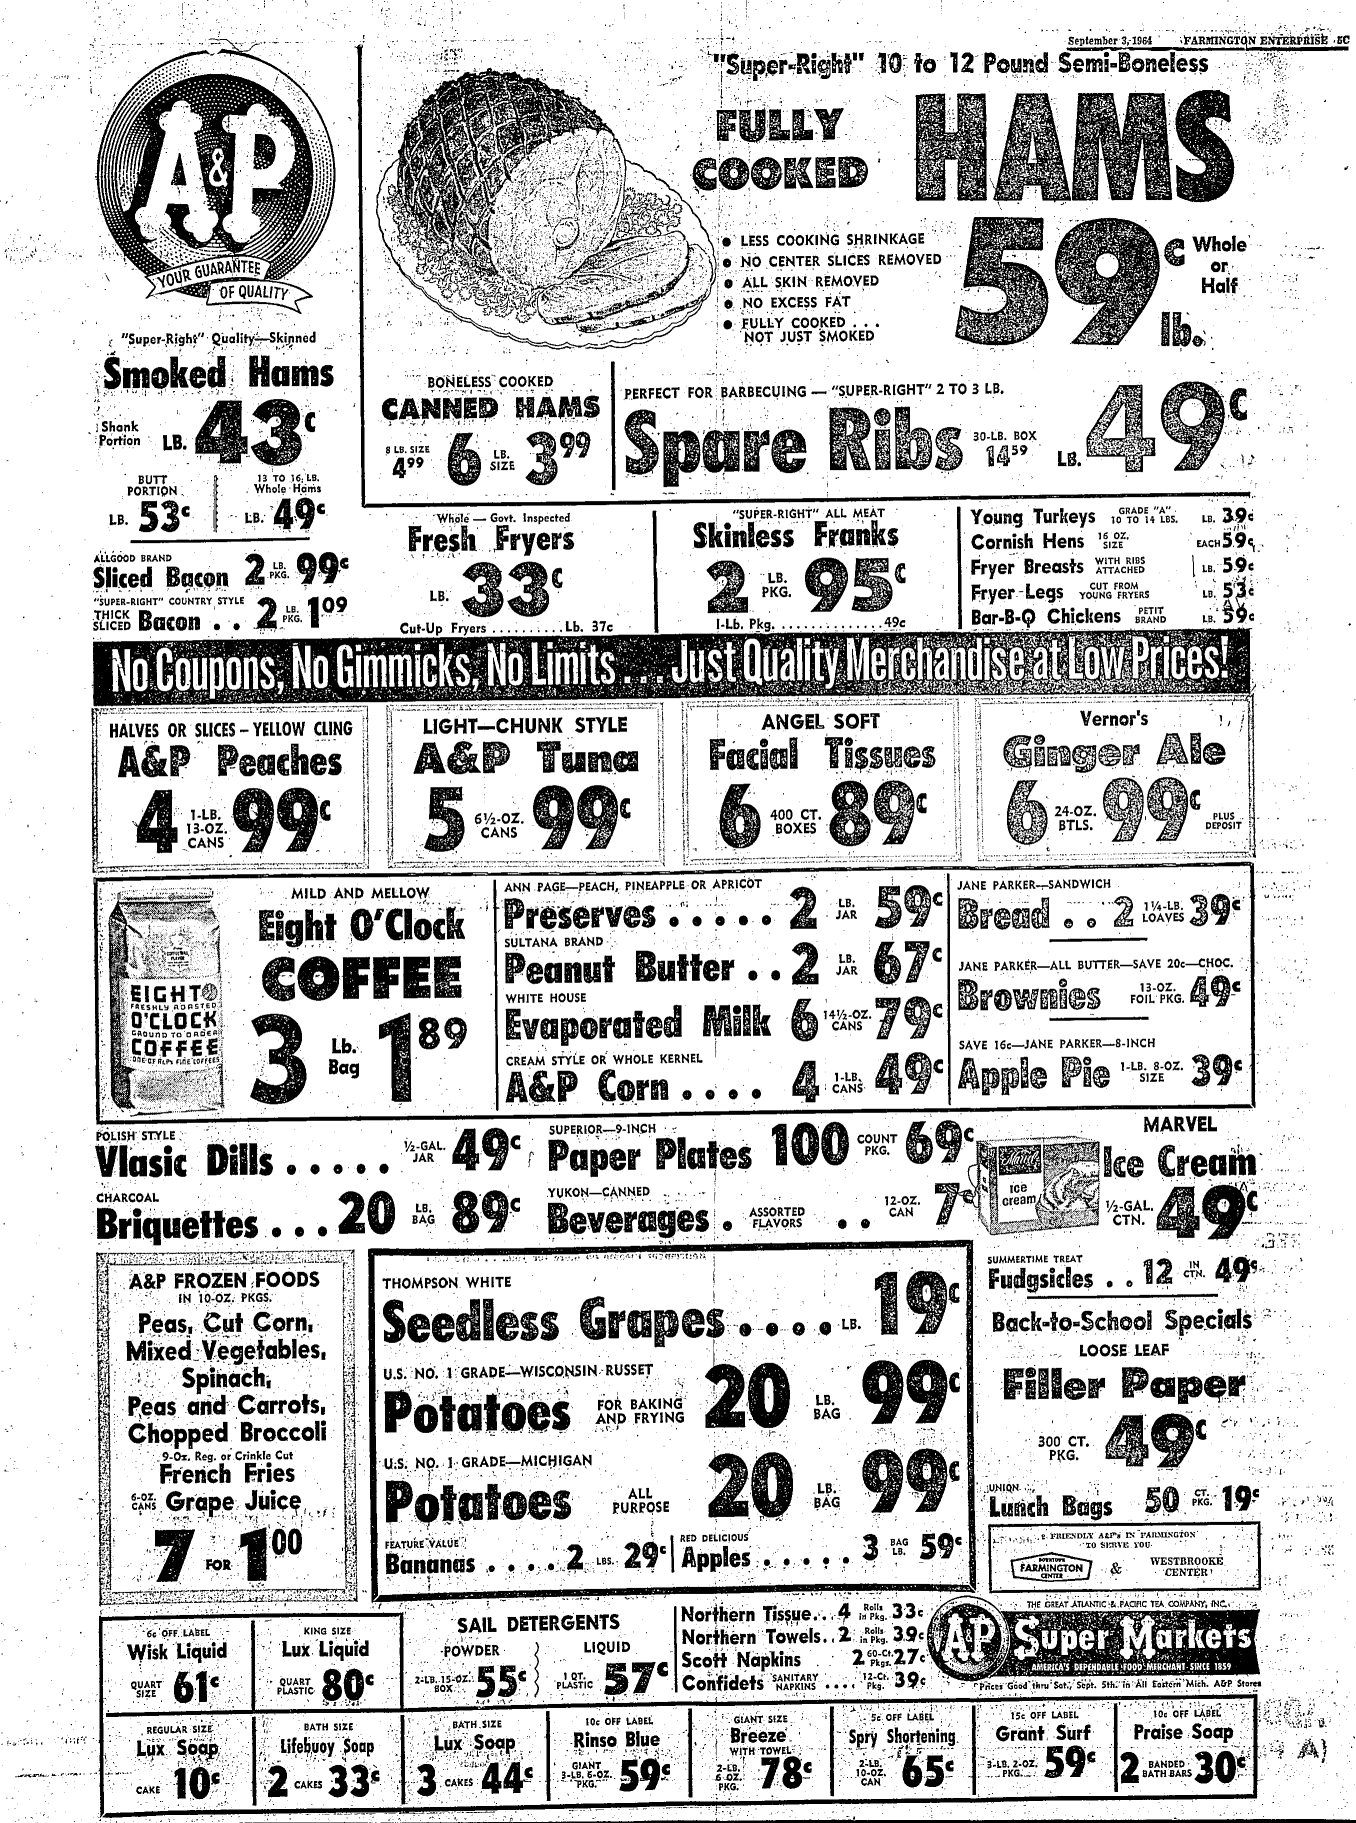 September 3, 1964 FARMINGTON ENTERPRISE 5C
A&P
YOUR GUARANTEE
OF QUALITY
"Super-Right" 10 to 12 Pound Semi-Boneless
FULLY
COOKED
HAMS
• LESS COOKING SHRINKAGE
• NO CENTER SLICES REMOVED
• ALL SKIN REMOVED
• NO EXCESS FAT
• FULLY COOKED . . .
NOT JUST SMOKED
59c lb.
Whole
or
Half
"Super-Right" Quality—Skinned
Smoked Hams
Shank
Portion
LB. 43c
BUTT
PORTION
LB. 53c
13 TO 16 LB.
Whole Hams
LB. 49c
ALLGOOD BRAND
Sliced Bacon 2 LB. PKG. 99c
"SUPER-RIGHT" COUNTRY STYLE
THICK SLICED Bacon . . 2 LB. PKG. 1.09
BONELESS COOKED
CANNED HAMS
8 LB. SIZE
4.99
6 LB. SIZE 3.99
PERFECT FOR BARBECUING — "SUPER-RIGHT" 2 TO 3 LB.
Spare Ribs
30-LB. BOX
14.59
LB. 49c
Whole — Govt. Inspected
Fresh Fryers
LB. 33c
Cut-Up Fryers . . . . . . . . . . Lb. 37c
"SUPER-RIGHT" ALL MEAT
Skinless Franks
2 LB. PKG. 95c
1-Lb. Pkg. . . . . . . . . . . . . . . 49c
Young Turkeys GRADE "A" 10 TO 14 LBS. LB. 39c
Cornish Hens 16 OZ. SIZE EACH 59c
Fryer Breasts WITH RIBS ATTACHED LB. 59c
Fryer Legs CUT FROM YOUNG FRYERS LB. 53c
Bar-B-Q Chickens PETIT BRAND LB. 59c
No Coupons, No Gimmicks, No Limits . . . Just Quality Merchandise at Low Prices!
HALVES OR SLICES – YELLOW CLING
A&P Peaches
4 1-LB. 13-OZ. CANS 99c
LIGHT—CHUNK STYLE
A&P Tuna
5 6½-OZ. CANS 99c
ANGEL SOFT
Facial Tissues
6 400 CT. BOXES 89c
Vernor's
Ginger Ale
6 24-OZ. BTLS. 99c
PLUS
DEPOSIT
EIGHT
FRESHLY ROASTED
O'CLOCK
GROUND TO ORDER
COFFEE
ONE OF A&P's FINE COFFEES
MILD AND MELLOW
Eight O'Clock
COFFEE
3 Lb. Bag 1.89
ANN PAGE—PEACH, PINEAPPLE OR APRICOT
Preserves . . . . . 2 LB. JAR 59c
SULTANA BRAND
Peanut Butter . . 2 LB. JAR 67c
WHITE HOUSE
Evaporated Milk 6 14½-OZ. CANS 79c
CREAM STYLE OR WHOLE KERNEL
A&P Corn . . . . 4 1-LB. CANS 49c
JANE PARKER—SANDWICH
Bread . . 2 1¼-LB. LOAVES 39c
JANE PARKER—ALL BUTTER—SAVE 20c—CHOC.
Brownies 13-OZ. FOIL PKG. 49c
SAVE 16c—JANE PARKER—8-INCH
Apple Pie 1-LB. 8-OZ. SIZE 39c
POLISH STYLE
Vlasic Dills . . . . . ½-GAL. JAR 49c
CHARCOAL
Briquettes . . . 20 LB. BAG 89c
SUPERIOR—9-INCH
Paper Plates 100 COUNT PKG. 69c
YUKON—CANNED
Beverages . ASSORTED FLAVORS . . 12-OZ. CAN 7c
ice
cream
MARVEL
Ice Cream
½-GAL. CTN. 49c
SUMMERTIME TREAT
Fudgsicles . . 12 IN CTN. 49c
A&P FROZEN FOODS
IN 10-OZ. PKGS.
Peas, Cut Corn,
Mixed Vegetables,
Spinach,
Peas and Carrots,
Chopped Broccoli
9-Oz. Reg. or Crinkle Cut
French Fries
6-OZ. CANS Grape Juice
7 FOR 1.00
THOMPSON WHITE
Seedless Grapes . . . . LB. 19c
U.S. NO. 1 GRADE—WISCONSIN RUSSET
Potatoes FOR BAKING AND FRYING 20 LB. BAG 99c
U.S. NO. 1 GRADE—MICHIGAN
Potatoes ALL PURPOSE 20 LB. BAG 99c
FEATURE VALUE
Bananas . . . . 2 LBS. 29c
RED DELICIOUS
Apples . . . . . 3 LB. BAG 59c
Back-to-School Specials
LOOSE LEAF
Filler Paper
300 CT. PKG. 49c
UNION
Lunch Bags 50 CT. PKG. 19c
2 FRIENDLY A&P's IN FARMINGTON
TO SERVE YOU
DOWNTOWN
FARMINGTON
CENTER
&
WESTBROOKE
CENTER
6c OFF LABEL
Wisk Liquid
QUART SIZE 61c
KING SIZE
Lux Liquid
QUART PLASTIC 80c
SAIL DETERGENTS
POWDER
2-LB. 15-OZ. BOX 55c
LIQUID
1 QT. PLASTIC 57c
Northern Tissue . . . 4 Rolls in Pkg. 33c
Northern Towels . . 2 Rolls in Pkg. 39c
Scott Napkins 2 60-Ct. Pkgs. 27c
Confidets SANITARY NAPKINS . . . . 12-Ct. Pkg. 39c
THE GREAT ATLANTIC & PACIFIC TEA COMPANY, INC.
A&P Super Markets
AMERICA'S DEPENDABLE FOOD MERCHANT SINCE 1859
Prices Good thru Sat., Sept. 5th. in All Eastern Mich. A&P Stores
REGULAR SIZE
Lux Soap
CAKE 10c
BATH SIZE
Lifebuoy Soap
2 CAKES 33c
BATH SIZE
Lux Soap
3 CAKES 44c
10c OFF LABEL
Rinso Blue
GIANT 3-LB. 6-OZ. PKG. 59c
GIANT SIZE
Breeze
WITH TOWEL
2-LB. 6 OZ. PKG. 78c
5c OFF LABEL
Spry Shortening
2-LB. 10-OZ. CAN 65c
15c OFF LABEL
Grant Surf
3-LB. 2-OZ. PKG. 59c
10c OFF LABEL
Praise Soap
2 BANDED BATH BARS 30c